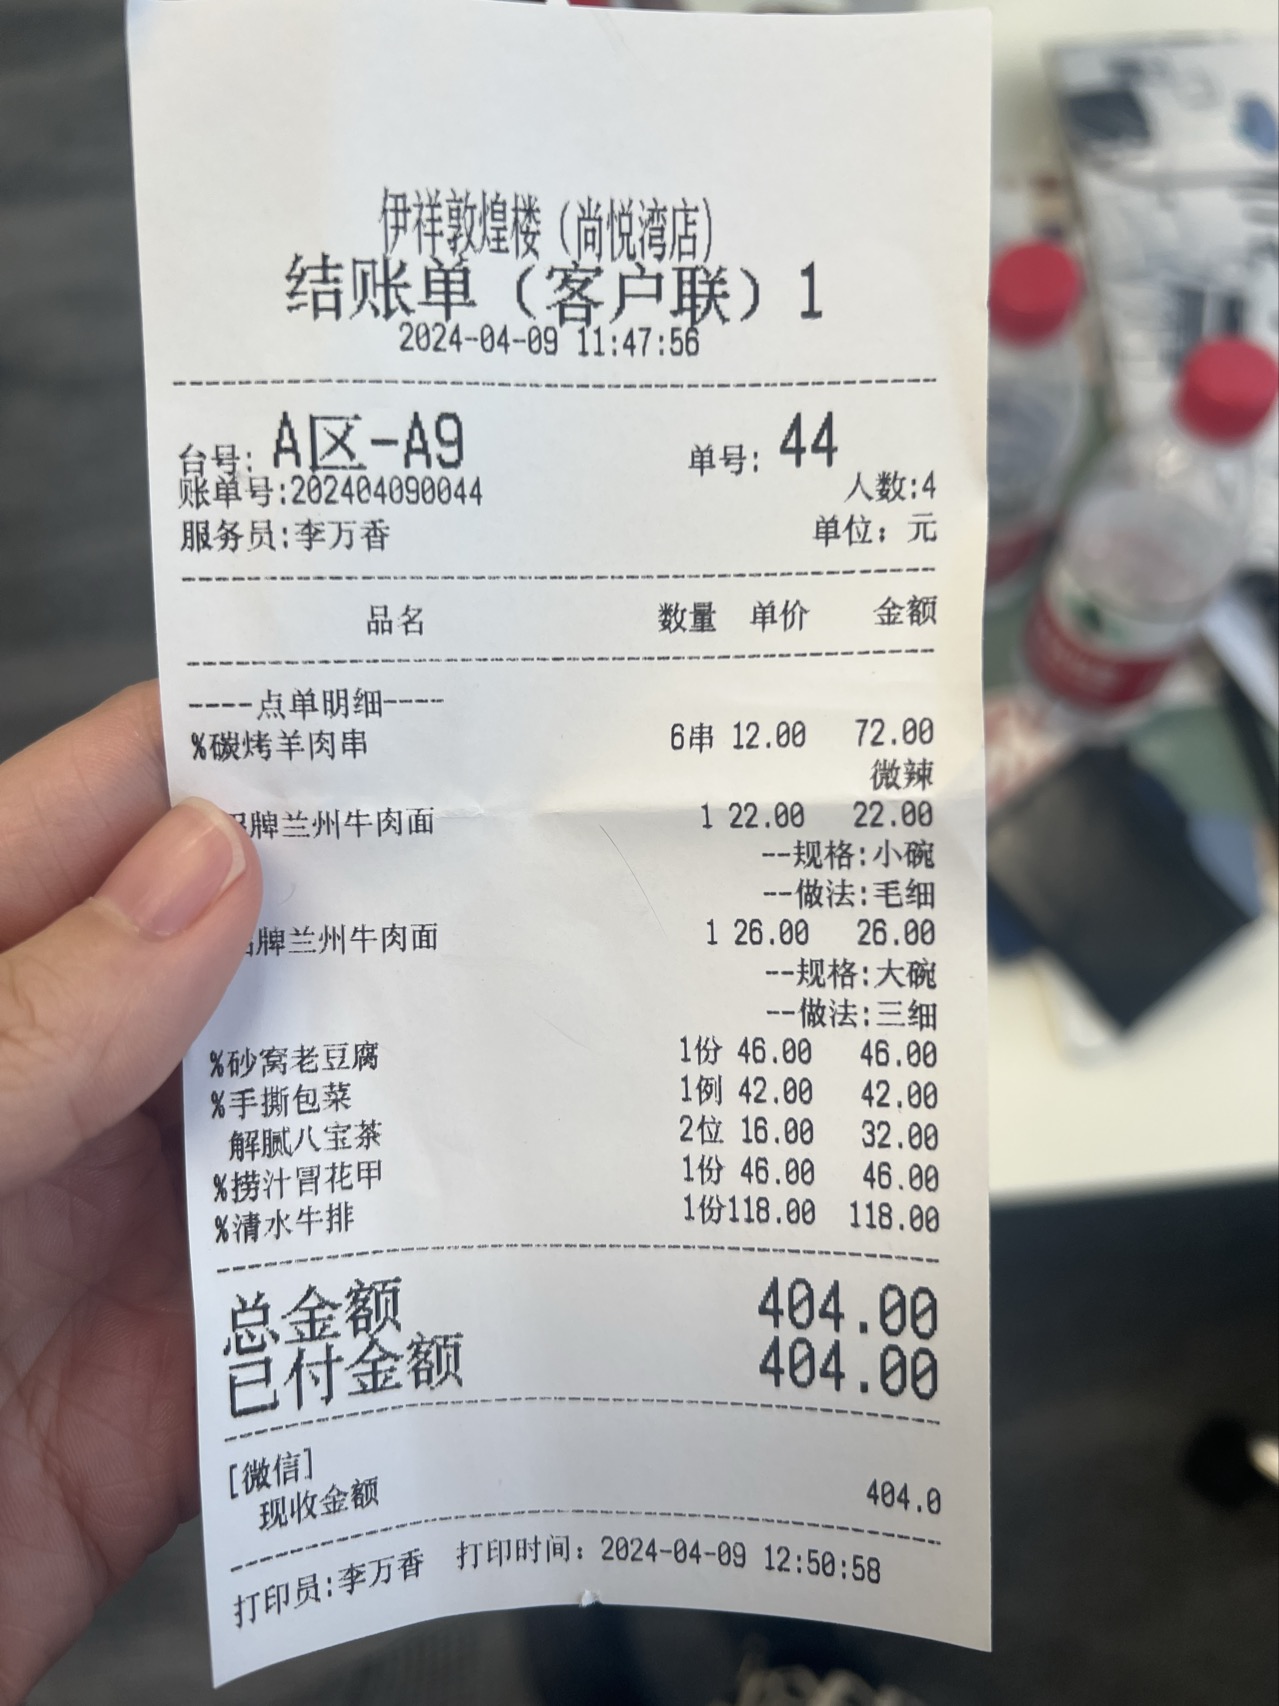 伊祥敦煌楼（尚悦湾店）
结账单（客户联）1
2024-04-09 11:47:56
台号: A区-A9 单号: 44
账单号:202404090044 人数:4
服务员:李万香 单位: 元
品名 数量 单价 金额
----点单明细----
%碳烤羊肉串 6串 12.00 72.00
微辣
牌兰州牛肉面 1 22.00 22.00
--规格:小碗
--做法:毛细
牌兰州牛肉面 1 26.00 26.00
--规格:大碗
--做法:三细
%砂窝老豆腐 1份 46.00 46.00
%手撕包菜 1例 42.00 42.00
解腻八宝茶 2位 16.00 32.00
%捞汁冒花甲 1份 46.00 46.00
%清水牛排 1份118.00 118.00
总金额 404.00
已付金额 404.00
[微信]
现收金额 404.0
打印员:李万香 打印时间: 2024-04-09 12:50:58